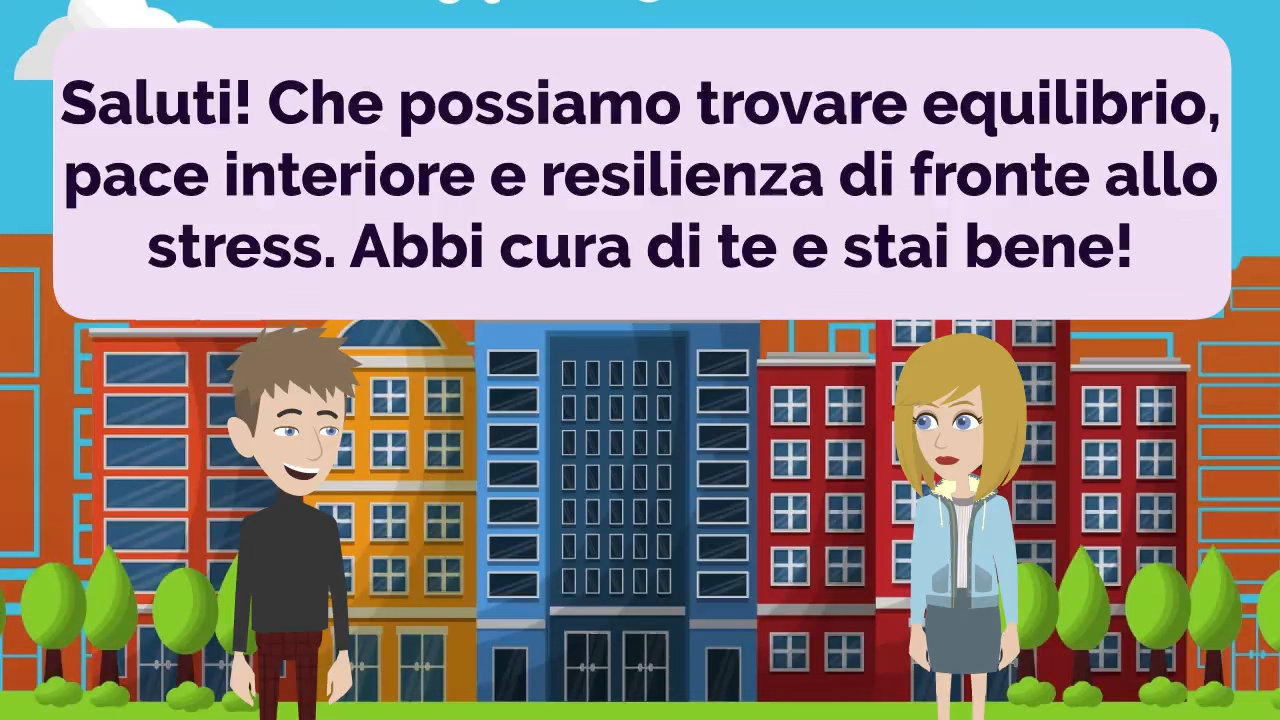 Saluti! Che possiamo trovare equilibrio,
pace interiore e resilienza di fronte allo
stress. Abbi cura di te e stai bene!